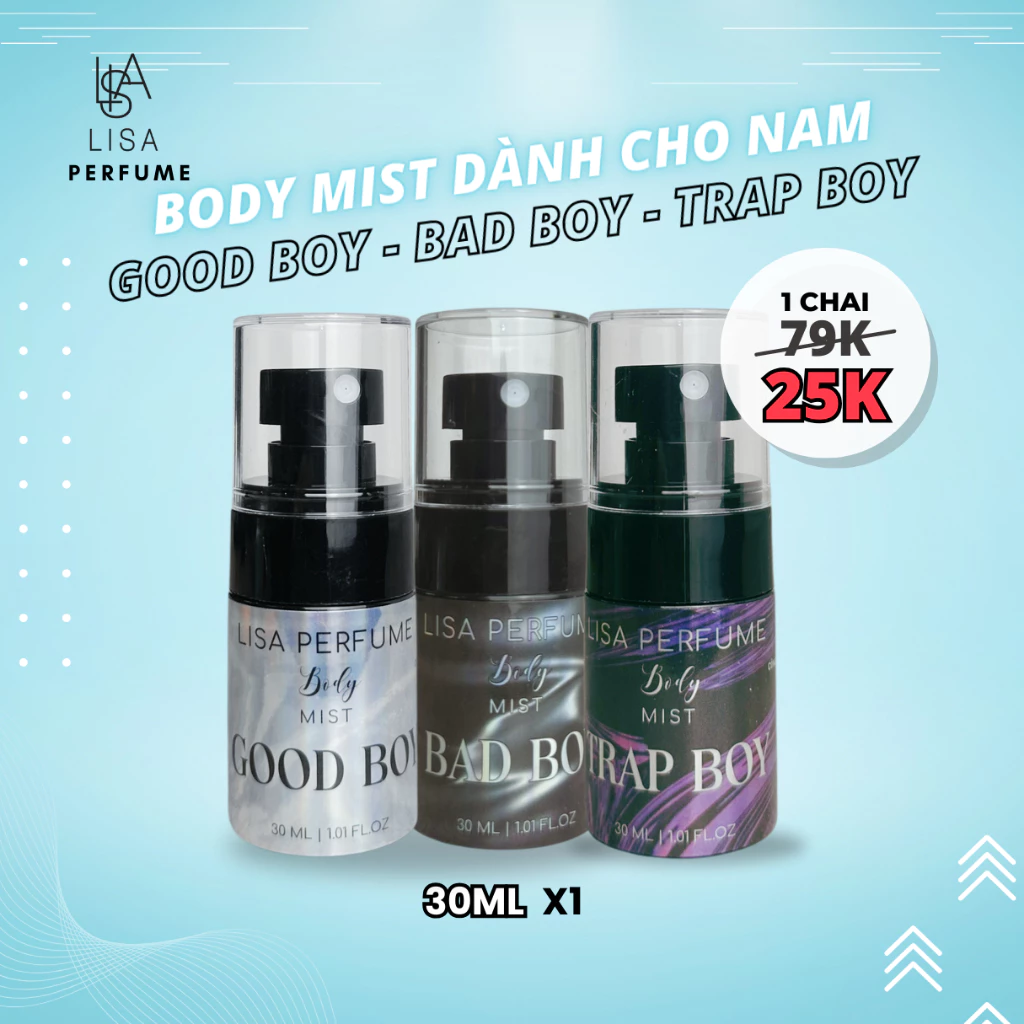 LISA
LISA
PERFUME
BODY MIST DÀNH CHO NAM
GOOD BOY - BAD BOY - TRAP BOY
1 CHAI
79K
25K
LISA PERFUME
Body
MIST
GOOD BOY
30 ML | 1.01 FL.OZ
LISA PERFUM
Body
MIST
BAD BO
30 ML | 1.01 FL.OZ
LISA PERFUME
Body
MIST
TRAP BOY
30 ML | 1.01 FL.OZ
30ML X1